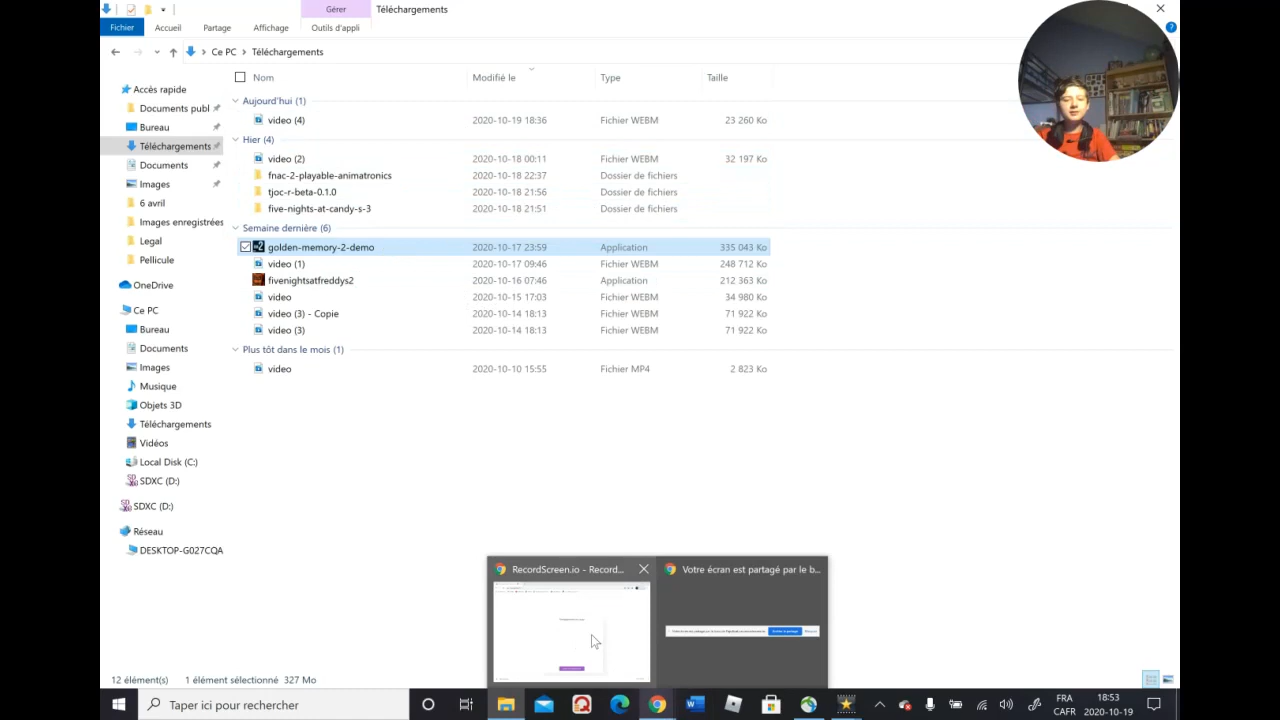 Gérer
Téléchargements
Fichier
Accueil
Partage
Affichage
Outils d'appli
Ce PC > Téléchargements
Nom
Modifié le
Type
Taille
Accès rapide
Documents publ
Bureau
Téléchargements
Documents
Images
6 avril
Images enregistrées
Legal
Pellicule
OneDrive
Ce PC
Bureau
Documents
Images
Musique
Objets 3D
Téléchargements
Vidéos
Local Disk (C:)
SDXC (D:)
SDXC (D:)
Réseau
DESKTOP-G027CQA
Aujourd'hui (1)
video (4) 2020-10-19 18:36 Fichier WEBM 23 260 Ko
Hier (4)
video (2) 2020-10-18 00:11 Fichier WEBM 32 197 Ko
fnac-2-playable-animatronics 2020-10-18 22:37 Dossier de fichiers
tjoc-r-beta-0.1.0 2020-10-18 21:56 Dossier de fichiers
five-nights-at-candy-s-3 2020-10-18 21:51 Dossier de fichiers
Semaine dernière (6)
golden-memory-2-demo 2020-10-17 23:59 Application 335 043 Ko
video (1) 2020-10-17 09:46 Fichier WEBM 248 712 Ko
fivenightsatfreddys2 2020-10-16 07:46 Application 212 363 Ko
video 2020-10-15 17:03 Fichier WEBM 34 980 Ko
video (3) - Copie 2020-10-14 18:13 Fichier WEBM 71 922 Ko
video (3) 2020-10-14 18:13 Fichier WEBM 71 922 Ko
Plus tôt dans le mois (1)
video 2020-10-10 15:55 Fichier MP4 2 823 Ko
RecordScreen.io - Record...
Votre écran est partagé par le b...
12 élément(s) 1 élément sélectionné 327 Mo
Taper ici pour rechercher
FRA
CAFR
18:53
2020-10-19